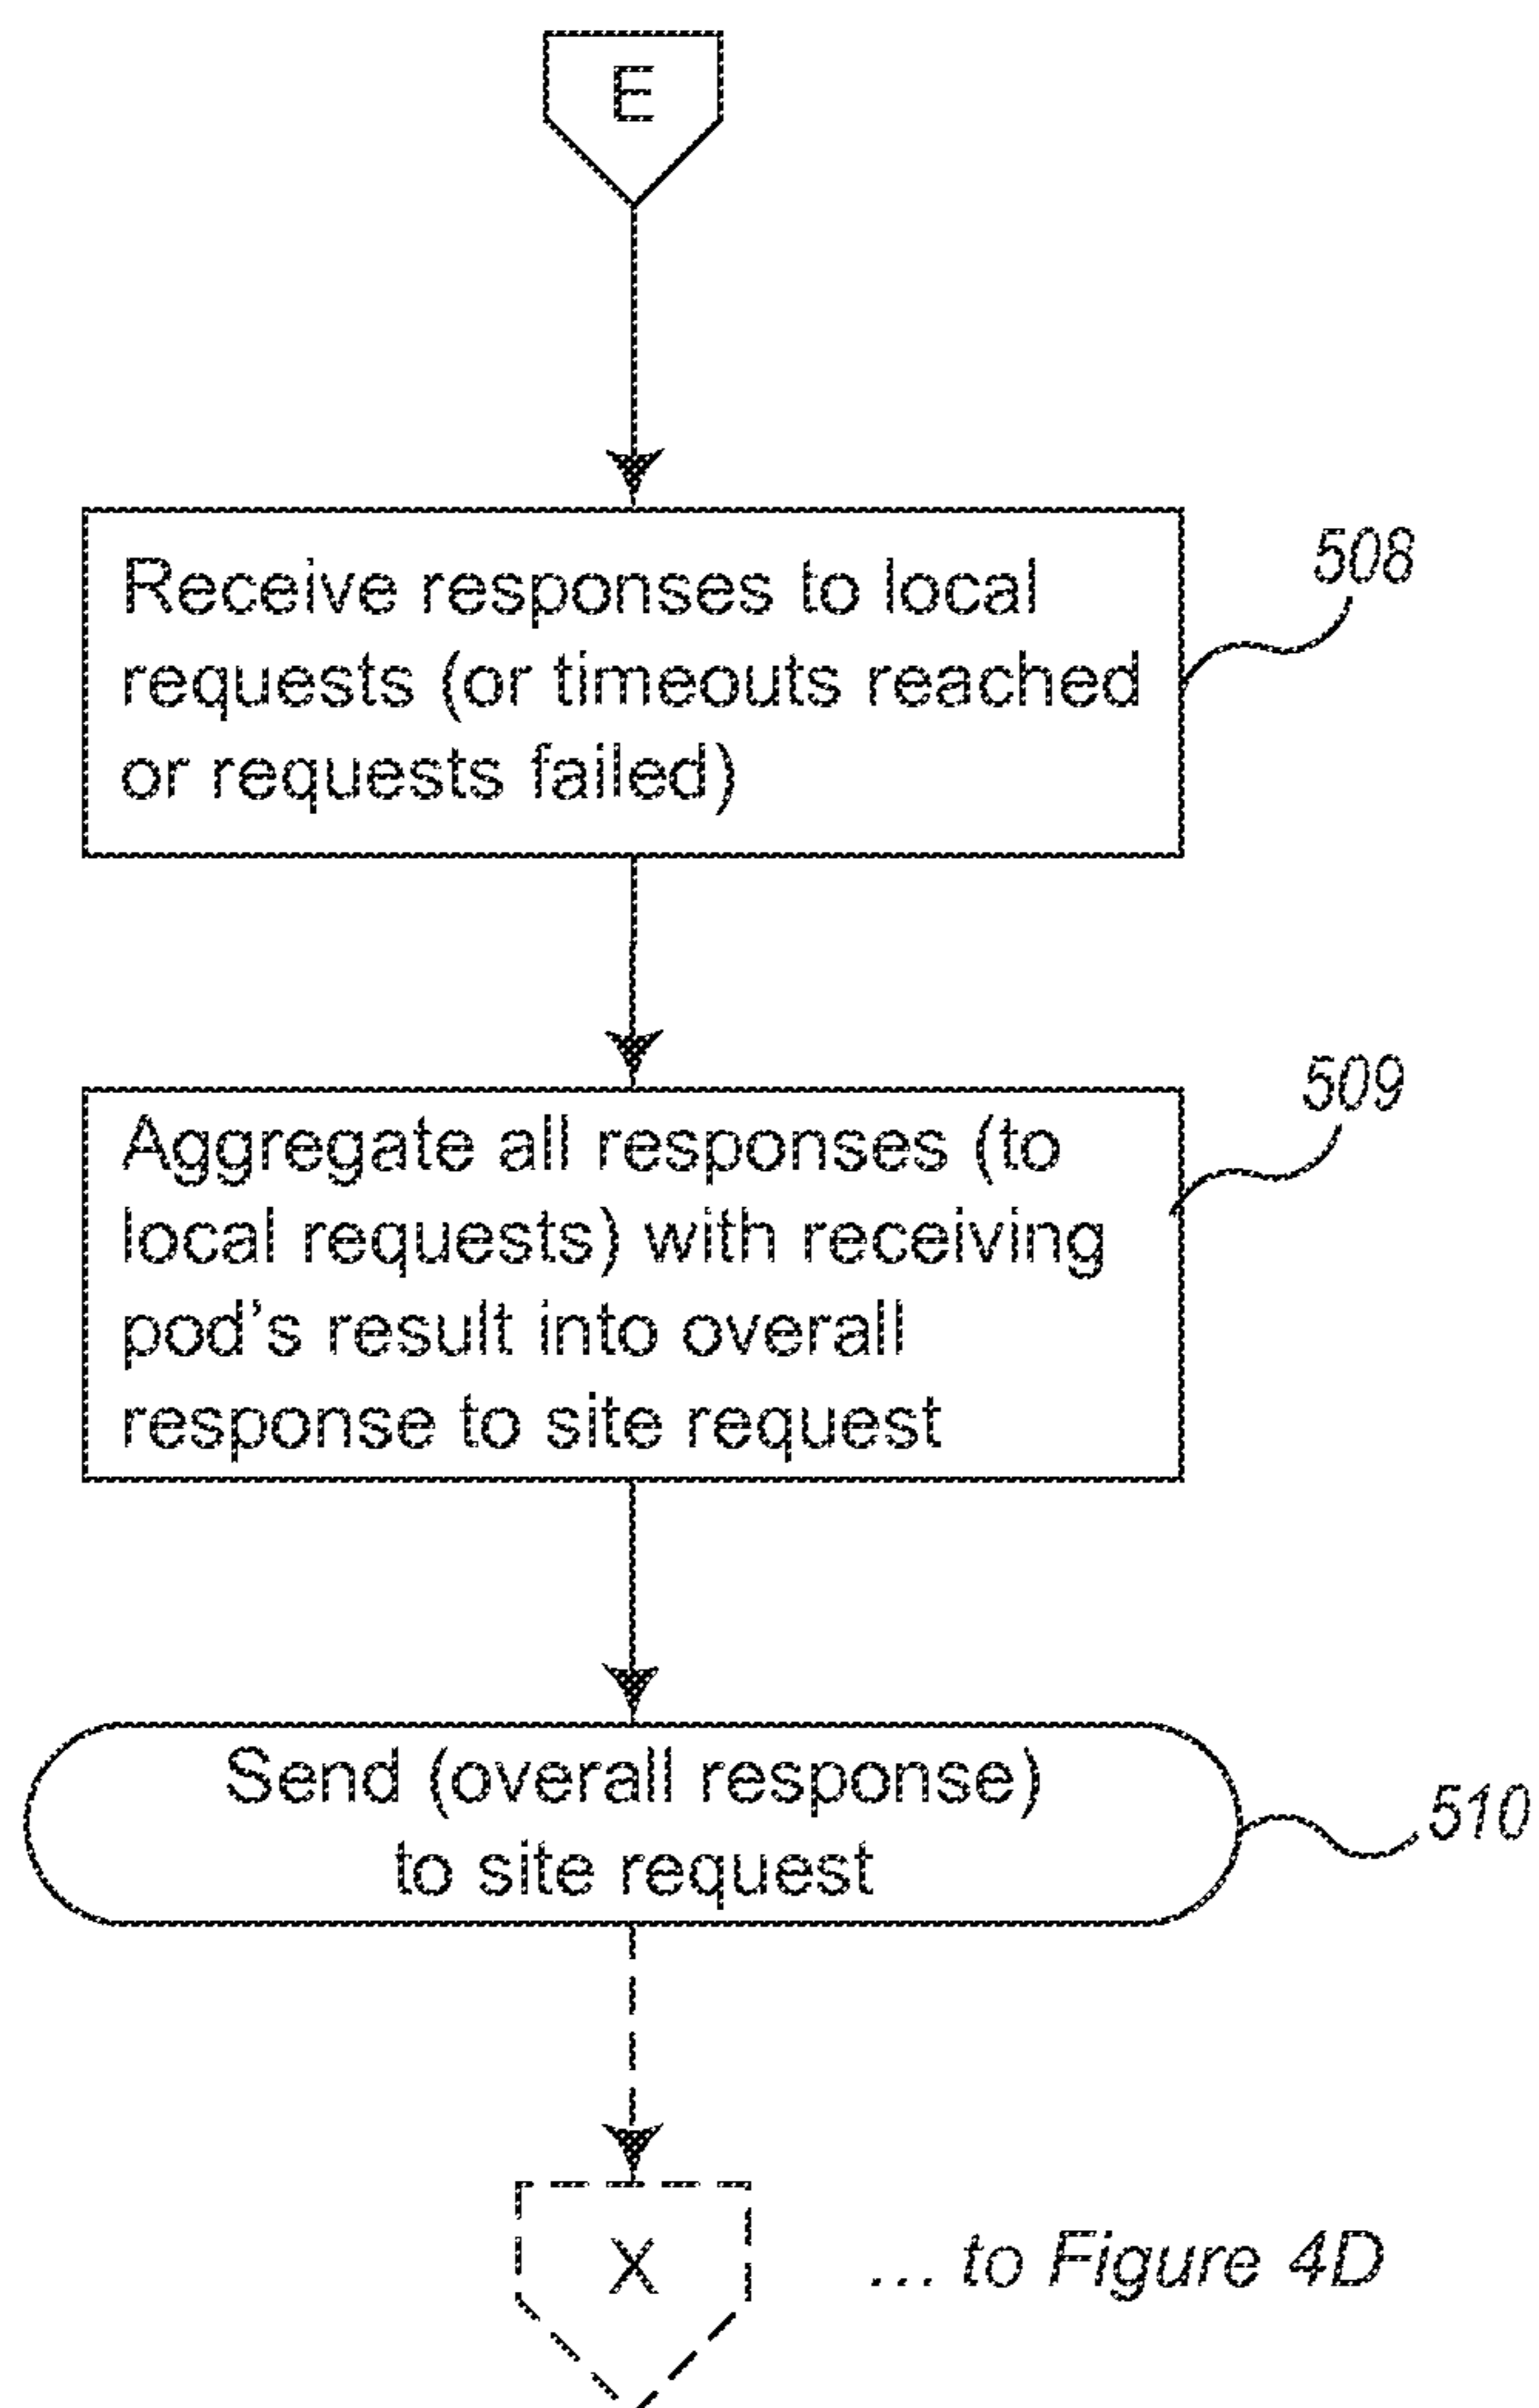 E
Receive responses to local
requests (or timeouts reached
or requests failed)
508
Aggregate all responses (to
local requests) with receiving
pod's result into overall
response to site request
509
Send (overall response)
to site request
510
X
... to Figure 4D